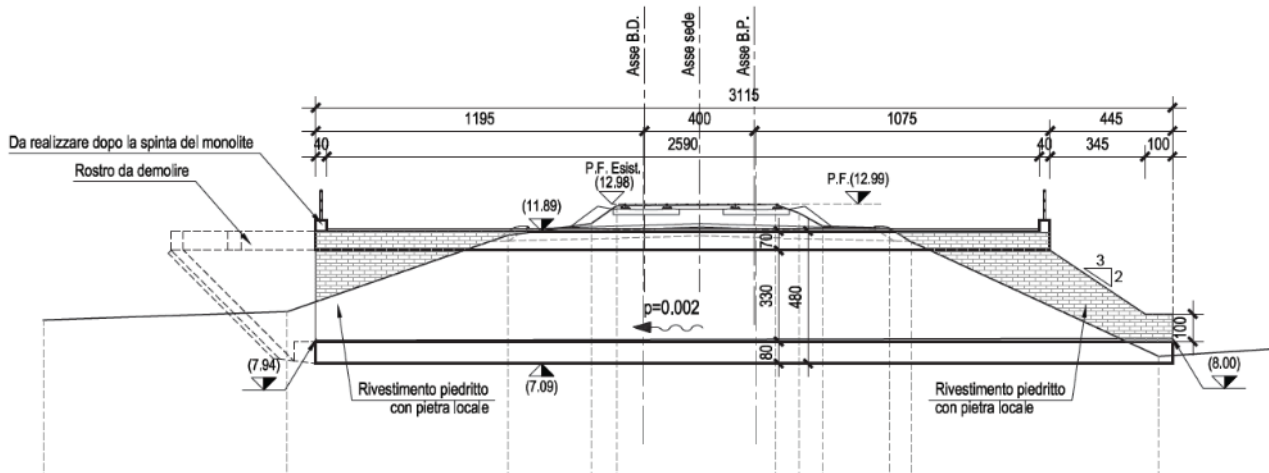 Asse B.D.
Asse sede
Asse B.P.
3115
1195
400
1075
445
40
2590
40
345
100
Da realizzare dopo la spinta del monolite
Rostro da demolire
P.F. Esist.
(12.98)
P.F.(12.99)
(11.89)
70
3
2
330
480
p=0.002
100
80
(7.94)
(7.09)
(8.00)
Rivestimento piedritto
con pietra locale
Rivestimento piedritto
con pietra locale